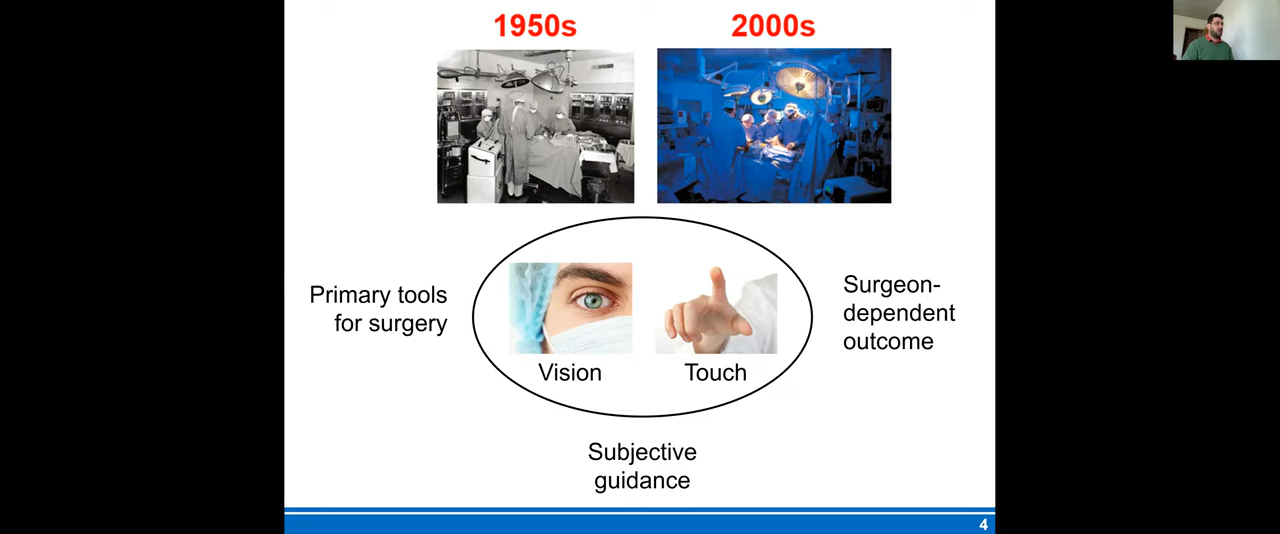 1950s
2000s
Primary tools
for surgery
Vision
Touch
Surgeon-
dependent
outcome
Subjective
guidance
4